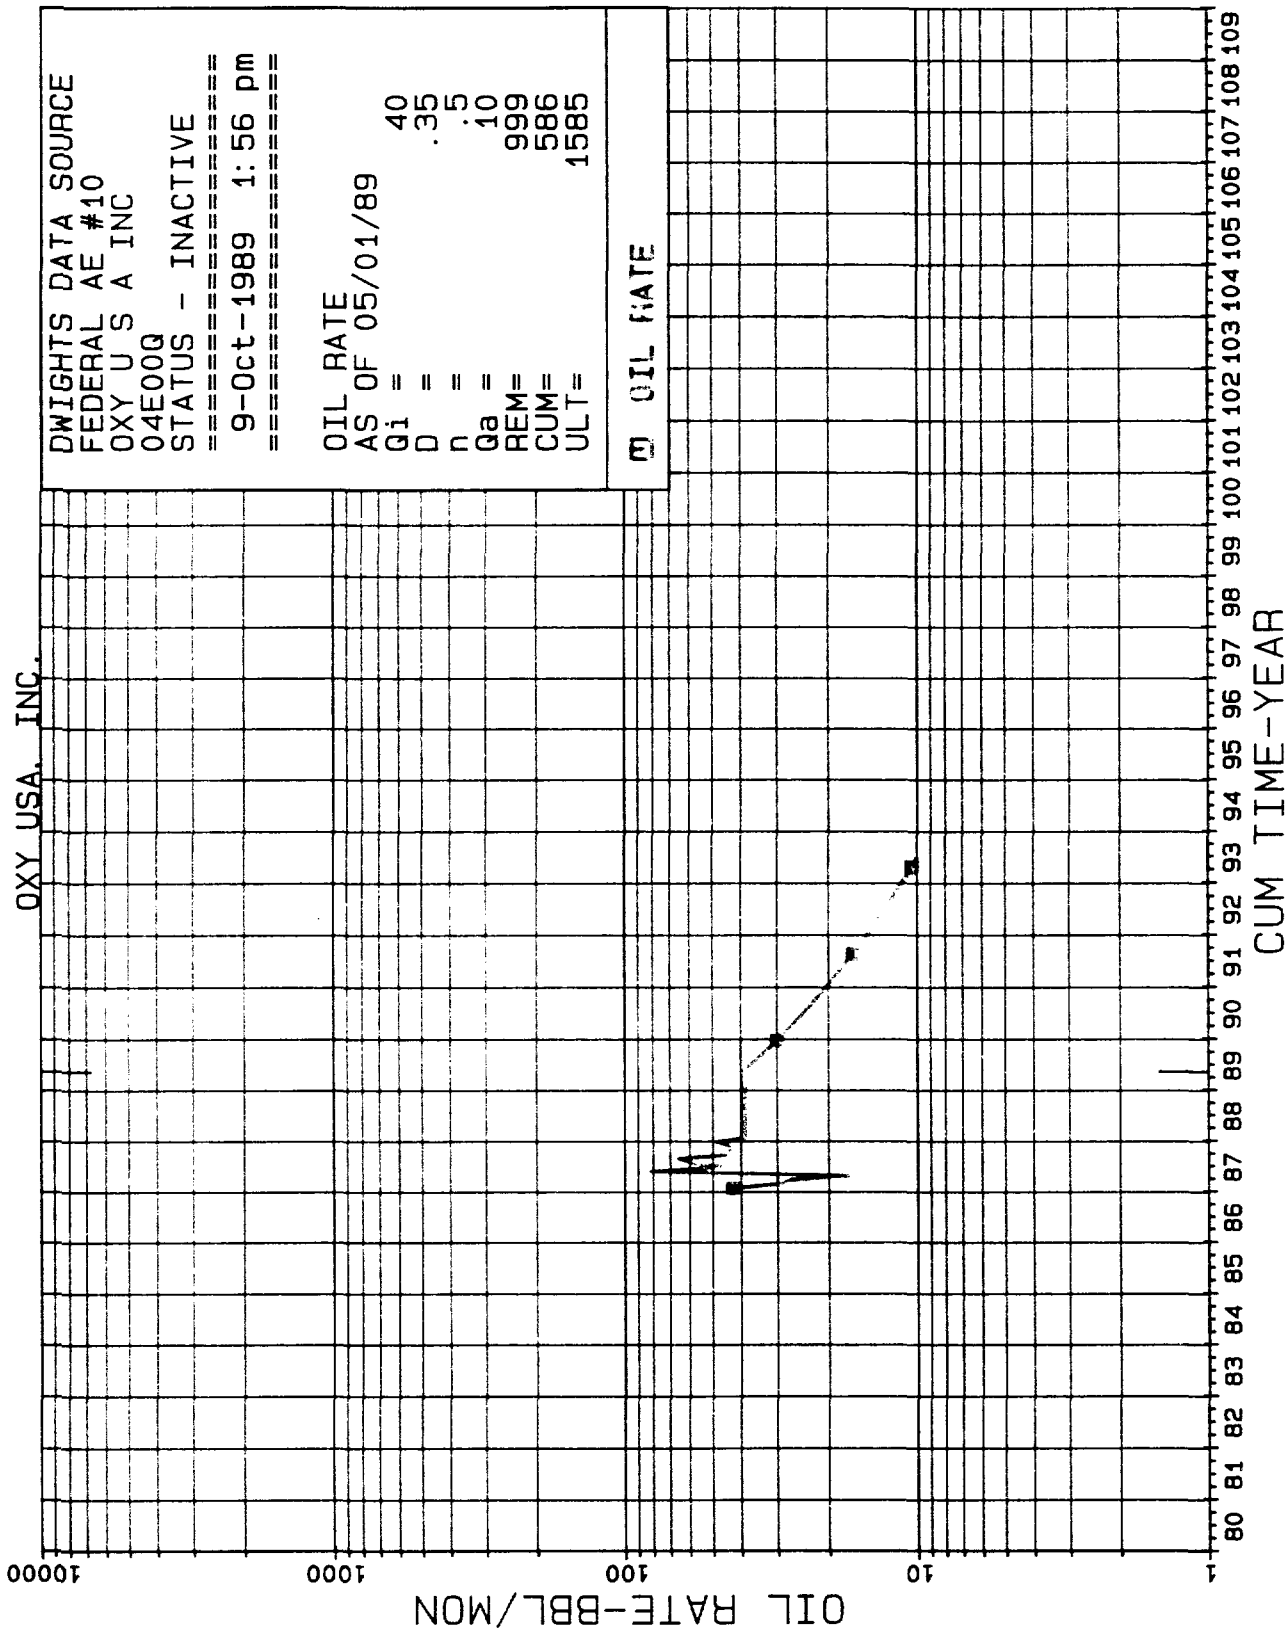 OXY USA, INC.
DWIGHTS DATA SOURCE
FEDERAL AE #10
OXY U S A INC
04E00Q
STATUS - INACTIVE
=====================
9-Oct-1989 1:56 pm
=====================
OIL RATE
AS OF 05/01/89
Qi = 40
D = .35
n = .5
Qa = 10
REM= 999
CUM= 586
ULT= 1585
OIL RATE
OIL RATE-BBL/MON
10000
1000
100
10
1
80 81 82 83 84 85 86 87 88 89 90 91 92 93 94 95 96 97 98 99 100 101 102 103 104 105 106 107 108 109
CUM TIME-YEAR